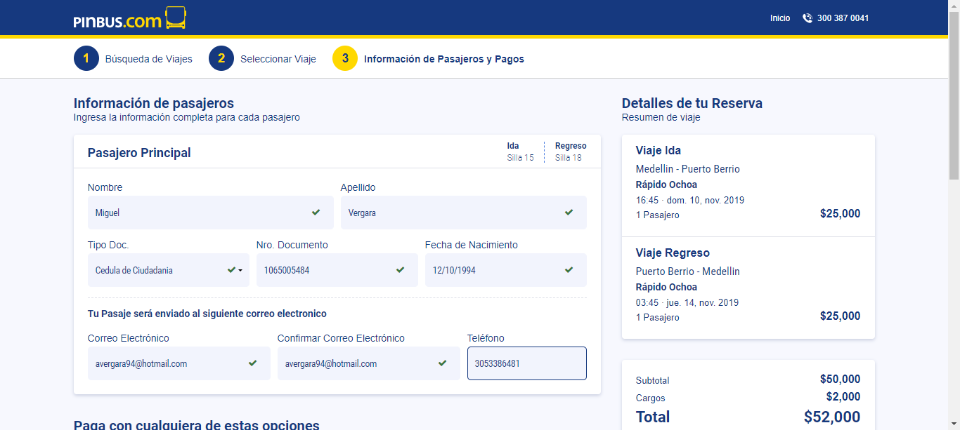 PINBUS.com
Inicio 300 387 0041
1 Búsqueda de Viajes 2 Seleccionar Viaje 3 Información de Pasajeros y Pagos
Información de pasajeros
Ingresa la información completa para cada pasajero
Pasajero Principal
Ida Regreso
Silla 15 Silla 18
Nombre Apellido
Miguel Vergara
Tipo Doc. Nro. Documento Fecha de Nacimiento
Cedula de Ciudadania 1065005484 12/10/1994
Tu Pasaje será enviado al siguiente correo electronico
Correo Electrónico Confirmar Correo Electrónico Teléfono
avergara94@hotmail.com avergara94@hotmail.com 3053386481
Paga con cualquiera de estas opciones
Detalles de tu Reserva
Resumen de viaje
Viaje Ida
Medellin - Puerto Berrio
Rápido Ochoa
16:45 - dom. 10, nov. 2019
1 Pasajero $25,000
Viaje Regreso
Puerto Berrio - Medellin
Rápido Ochoa
03:45 - jue. 14, nov. 2019
1 Pasajero $25,000
Subtotal $50,000
Cargos $2,000
Total $52,000